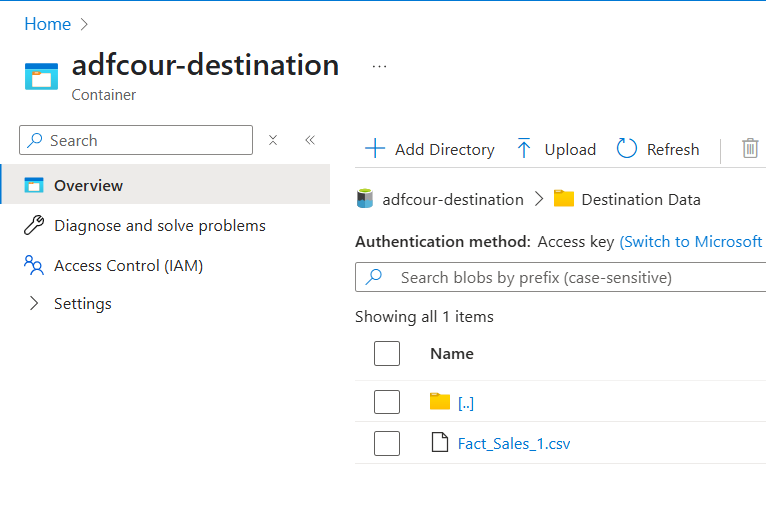 Home
adfcour-destination
...
Container
Search
Overview
Diagnose and solve problems
Access Control (IAM)
Settings
Add Directory
Upload
Refresh
adfcour-destination
Destination Data
Authentication method: Access key (Switch to Microsoft
Search blobs by prefix (case-sensitive)
Showing all 1 items
Name
[..]
Fact_Sales_1.csv